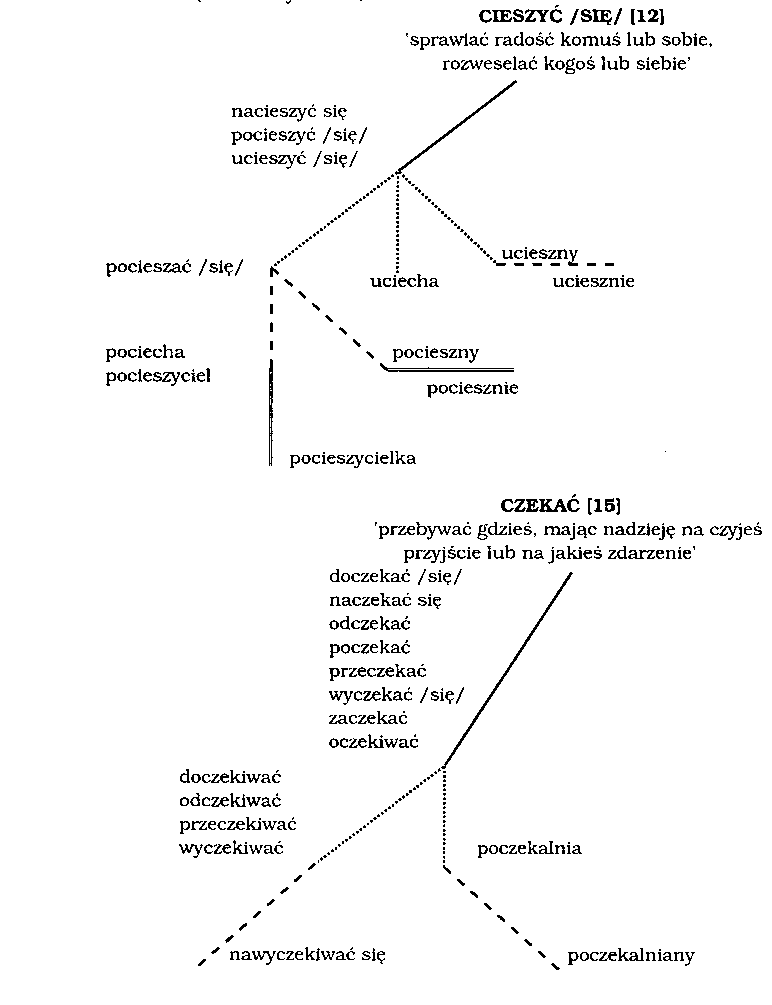 CIESZYĆ /SIĘ/ [12]
'sprawiać radość komuś lub sobie,
rozweselać kogoś lub siebie'
nacieszyć się
pocieszyć /się/
ucieszyć /się/
ucieszny
pocieszać /się/
uciecha
uciesznie
pociecha
pocieszny
pocieszyciel
pociesznie
pocieszycielka
CZEKAĆ [15]
'przebywać gdzieś, mając nadzieję na czyjeś
przyjście lub na jakieś zdarzenie'
doczekać /się/
naczekać się
odczekać
poczekać
przeczekać
wyczekać /się/
zaczekać
oczekiwać
doczekiwać
odczekiwać
przeczekiwać
wyczekiwać
poczekalnia
nawyczekiwać się
poczekalniany